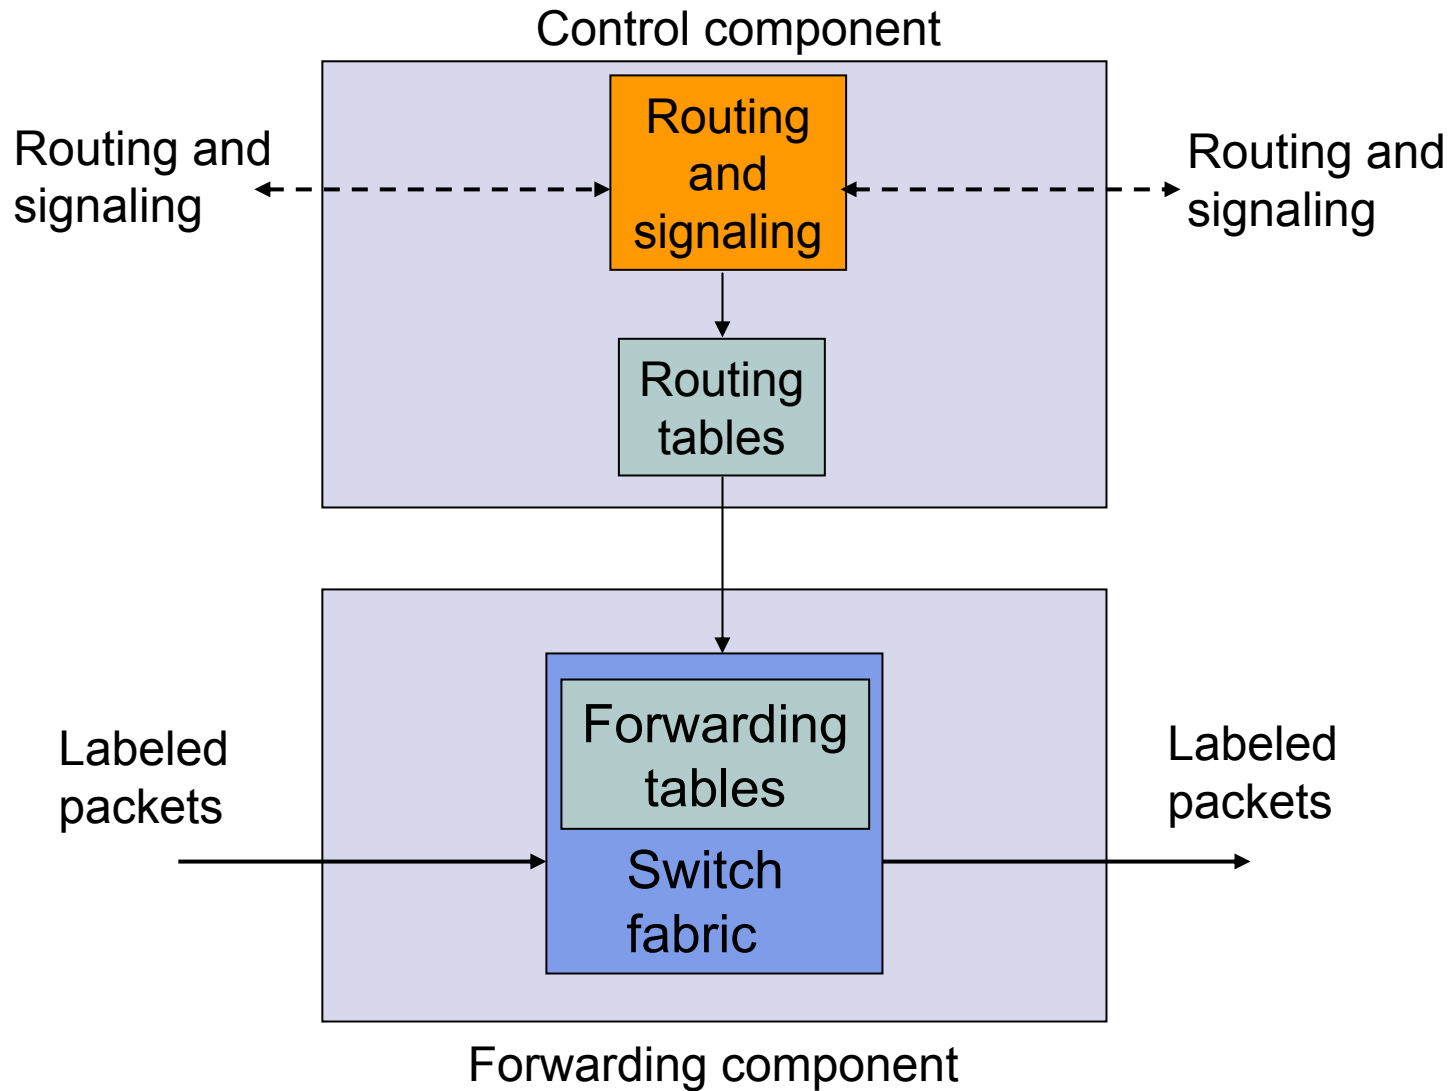 Control component
Routing and
signaling
Routing
and
signaling
Routing and
signaling
Routing
tables
Labeled
packets
Forwarding
tables
Switch
fabric
Labeled
packets
Forwarding component